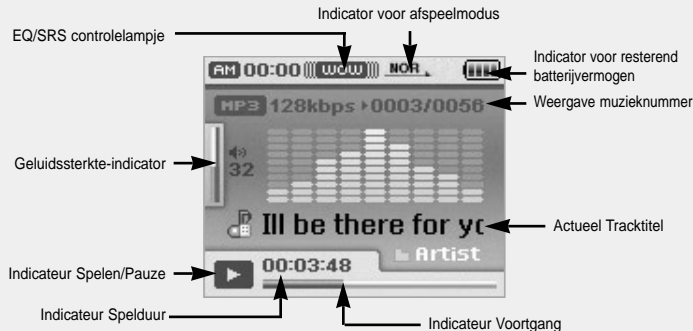 Indicator voor afspeelmodus
EQ/SRS controlelampje
Indicator voor resterend
batterijvermogen
AM 00:00 WOW NOR
MP3 128kbps 0003/0056
Weergave muzieknummer
Geluidssterkte-indicator
32
Ill be there for yo
Actueel Tracktitel
Artist
Indicateur Spelen/Pauze
00:03:48
Indicateur Spelduur
Indicateur Voortgang